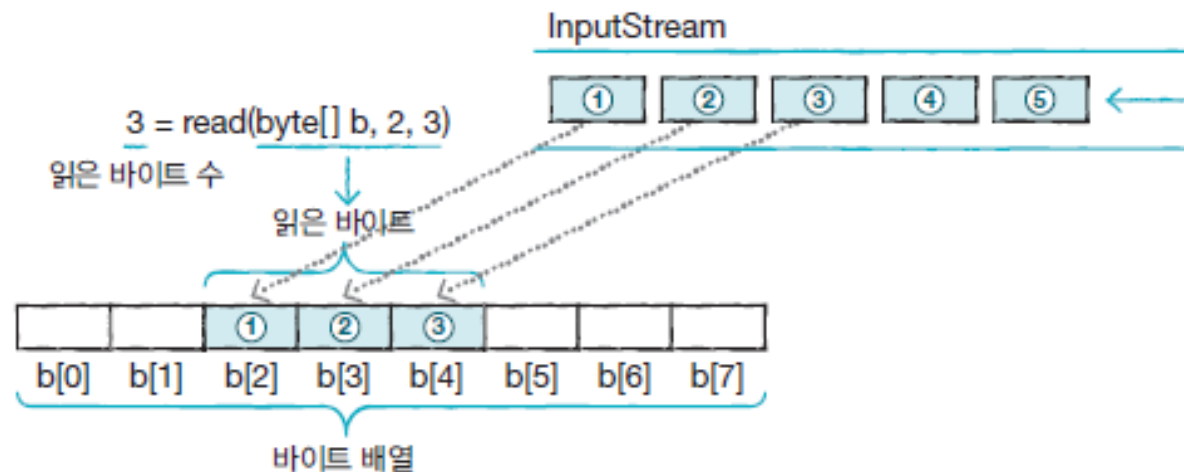 InputStream
① ② ③ ④ ⑤
3 = read(byte[] b, 2, 3)
읽은 바이트 수
읽은 바이트
① ② ③
b[0] b[1] b[2] b[3] b[4] b[5] b[6] b[7]
바이트 배열